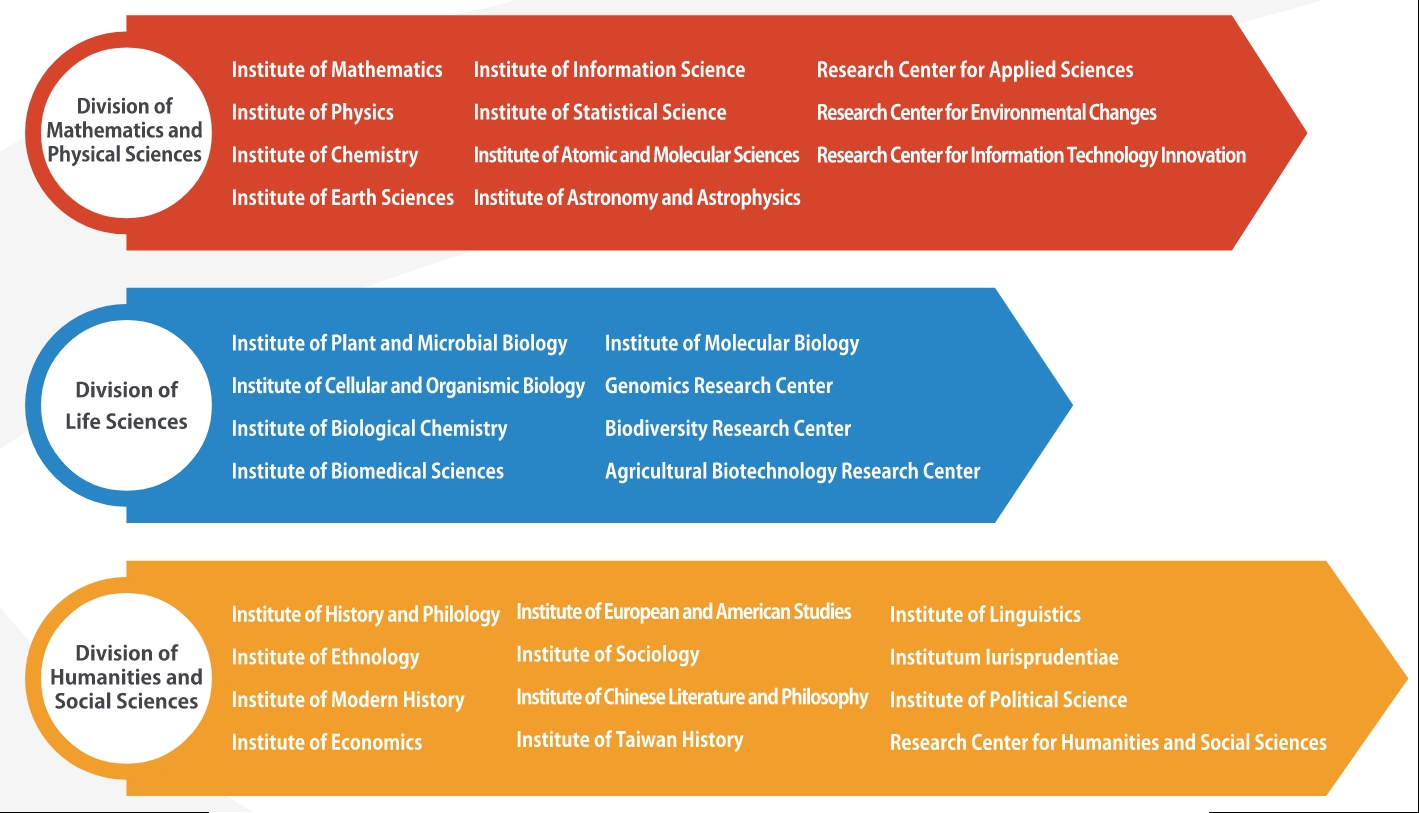 Division of
Mathematics and
Physical Sciences
Institute of Mathematics
Institute of Physics
Institute of Chemistry
Institute of Earth Sciences
Institute of Information Science
Institute of Statistical Science
Institute of Atomic and Molecular Sciences
Institute of Astronomy and Astrophysics
Research Center for Applied Sciences
Research Center for Environmental Changes
Research Center for Information Technology Innovation
Division of
Life Sciences
Institute of Plant and Microbial Biology
Institute of Cellular and Organismic Biology
Institute of Biological Chemistry
Institute of Biomedical Sciences
Institute of Molecular Biology
Genomics Research Center
Biodiversity Research Center
Agricultural Biotechnology Research Center
Division of
Humanities and
Social Sciences
Institute of History and Philology
Institute of Ethnology
Institute of Modern History
Institute of Economics
Institute of European and American Studies
Institute of Sociology
Institute of Chinese Literature and Philosophy
Institute of Taiwan History
Institute of Linguistics
Institutum Iurisprudentiae
Institute of Political Science
Research Center for Humanities and Social Sciences